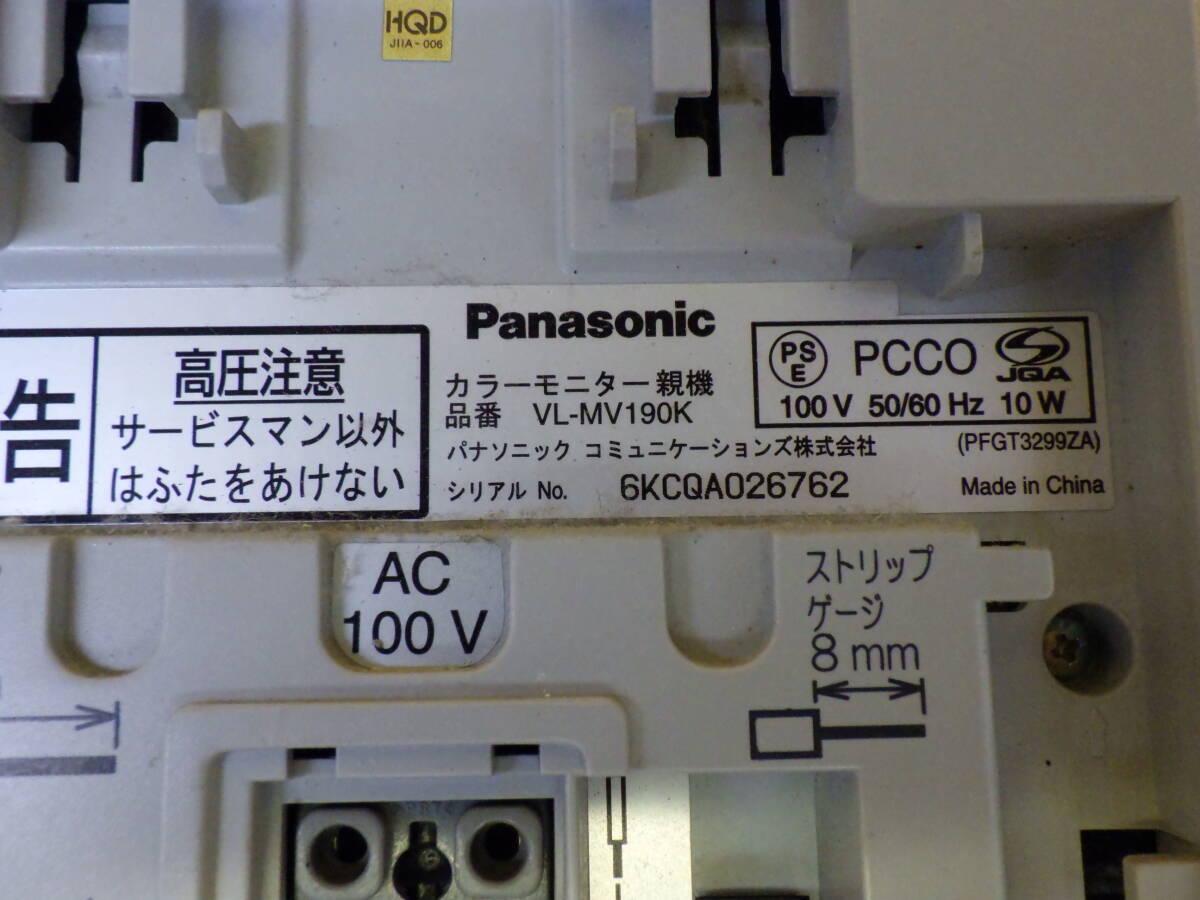 HQD
JIIA-006
告
高圧注意
サービスマン以外
はふたをあけない
Panasonic
カラーモニター親機
品番 VL-MV190K
パナソニック コミュニケーションズ株式会社
シリアル No. 6KCQA026762
PS
E
PCCO
JQA
100 V 50/60 Hz 10 W
(PFGT3299ZA)
Made in China
AC
100 V
ストリップ
ゲージ
8 mm